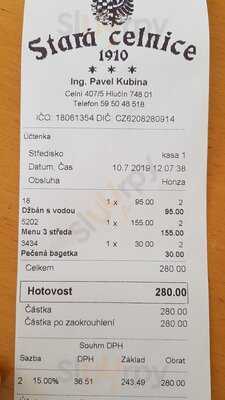 Stará celnice
1910
Ing. Pavel Kubina
Celní 407/5 Hlučín 748 01
Telefon 59 50 46 518
IČO: 18061354 DIČ: CZ6208280914
Účtenka
Středisko kasa 1
Datum, Čas 10.7.2019 12:07:38
Obsluha Honza
18 1 x 95.00 2
Džbán s vodou 95.00
5202 1 x 155.00 2
Menu 3 středa 155.00
3434 1 x 30.00 2
Pečená bagetka 30.00
Celkem 280.00
Hotovost 280.00
Částka 280.00
Částka po zaokrouhlení 280.00
Souhrn DPH
Sazba DPH Základ Obrat
2 15.00% 36.51 243.49 280.00